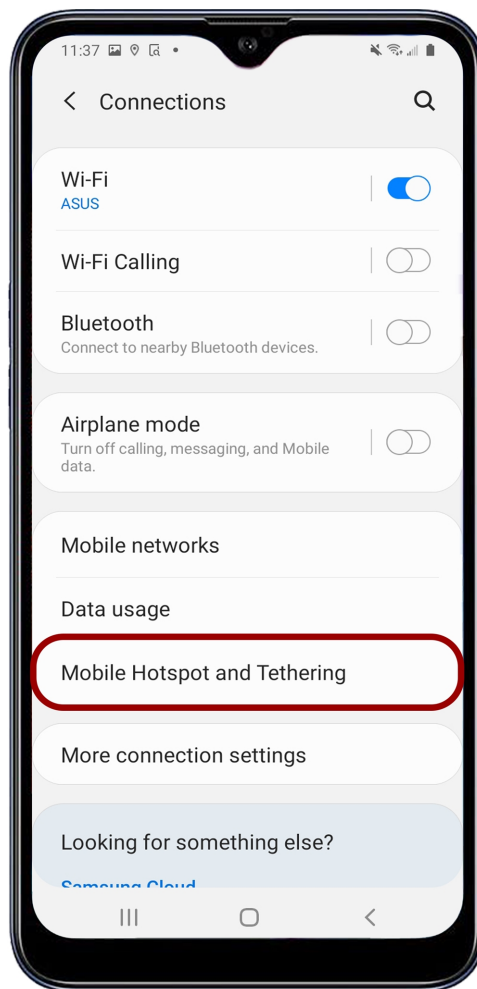 11:37
Connections
Wi-Fi
ASUS
Wi-Fi Calling
Bluetooth
Connect to nearby Bluetooth devices.
Airplane mode
Turn off calling, messaging, and Mobile
data.
Mobile networks
Data usage
Mobile Hotspot and Tethering
More connection settings
Looking for something else?
Samsung Cloud